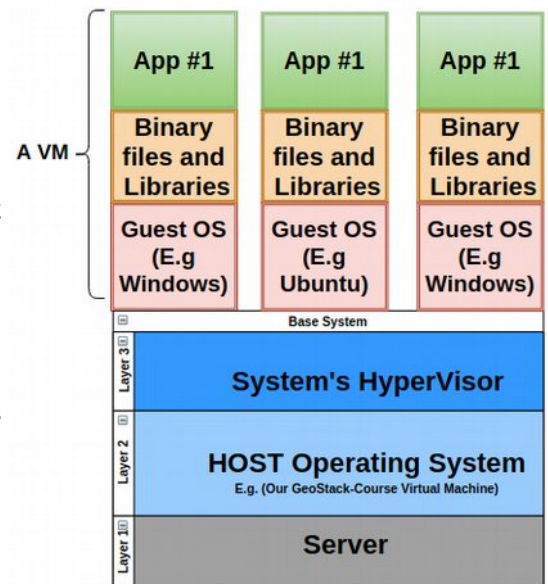 App #1
App #1
App #1
A VM
Binary
files and
Libraries
Binary
files and
Libraries
Binary
files and
Libraries
Guest OS
(E.g
Windows)
Guest OS
(E.g
Ubuntu)
Guest OS
(E.g
Windows)
Base System
Layer 3
System's HyperVisor
Layer 2
HOST Operating System
E.g. (Our GeoStack-Course Virtual Machine)
Layer 1
Server